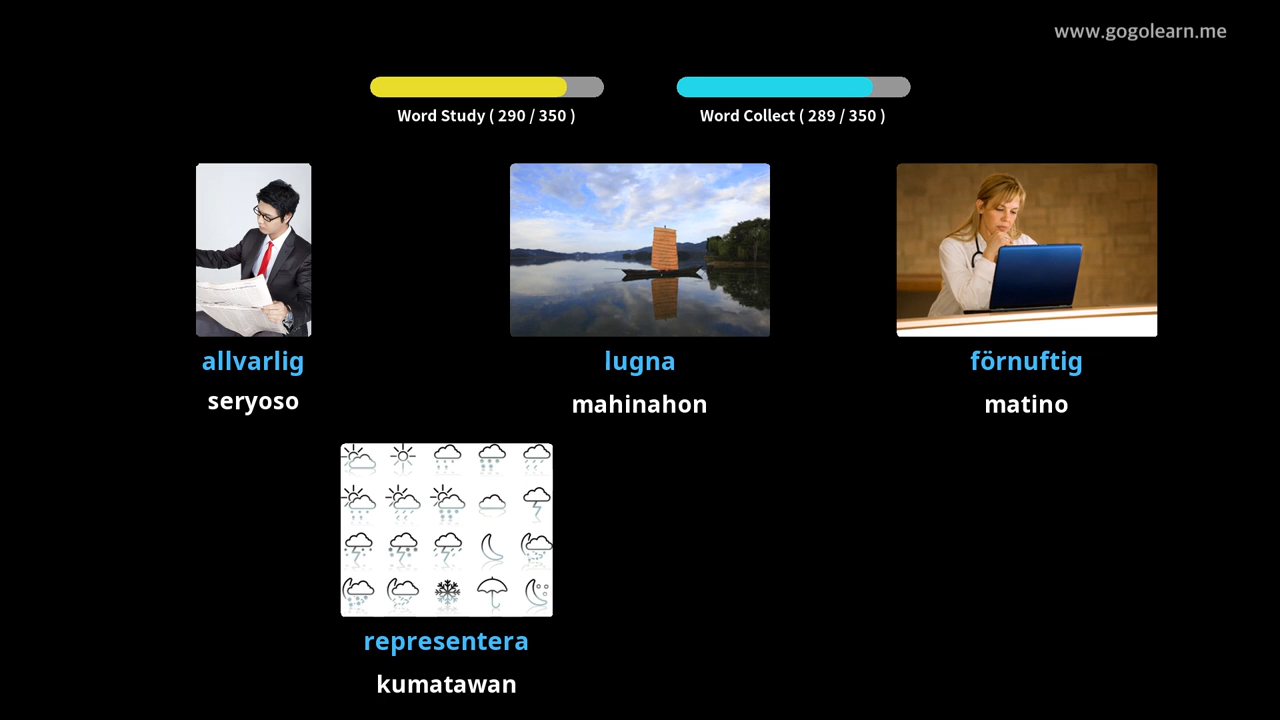 www.gogolearn.me
Word Study ( 290 / 350 )
Word Collect ( 289 / 350 )
allvarlig
seryoso
lugna
mahinahon
förnuftig
matino
representera
kumatawan